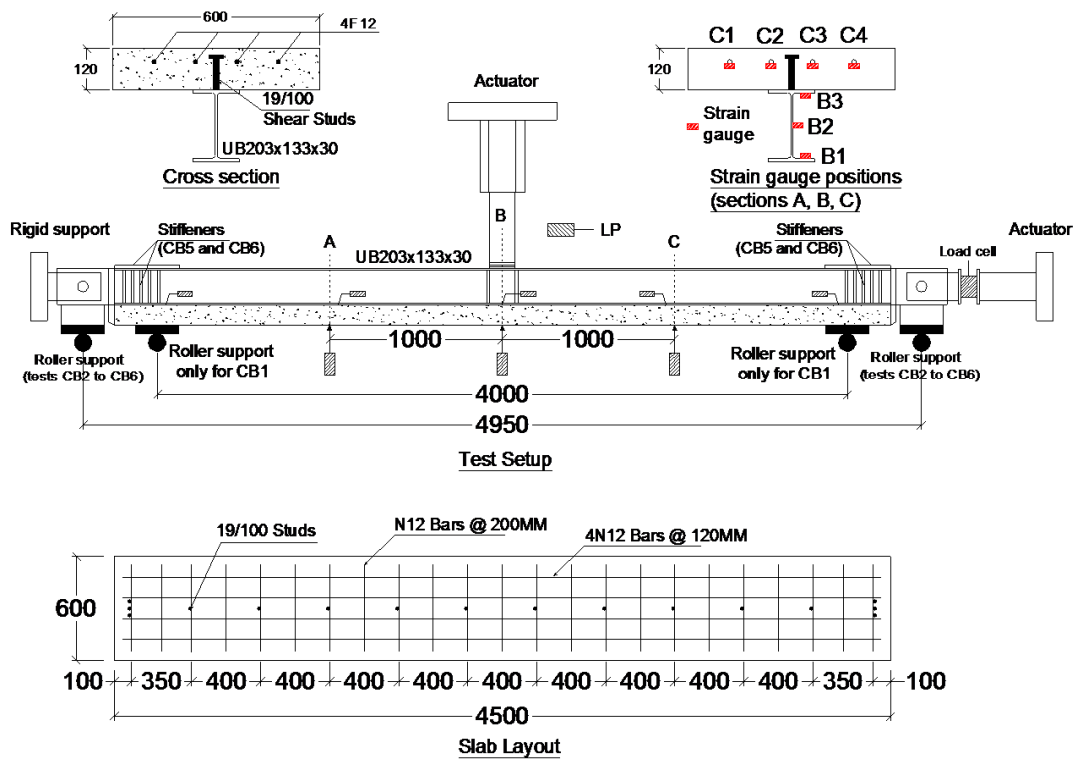 600
4F12
120
19/100
Shear Studs
UB203x133x30
Cross section
Actuator
C1 C2 C3 C4
120
B3
B2
B1
Strain
gauge
Strain gauge positions
(sections A, B, C)
Rigid support
Stiffeners
(CB5 and CB6)
A
UB203x133x30
B
LP
C
Stiffeners
(CB5 and CB6)
Load cell
Actuator
Roller support
(tests CB2 to CB6)
Roller support
only for CB1
1000
1000
Roller support
only for CB1
Roller support
(tests CB2 to CB6)
4000
4950
Test Setup
19/100 Studs
N12 Bars @ 200MM
4N12 Bars @ 120MM
600
100 350 400 400 400 400 400 400 400 400 400 350 100
4500
Slab Layout